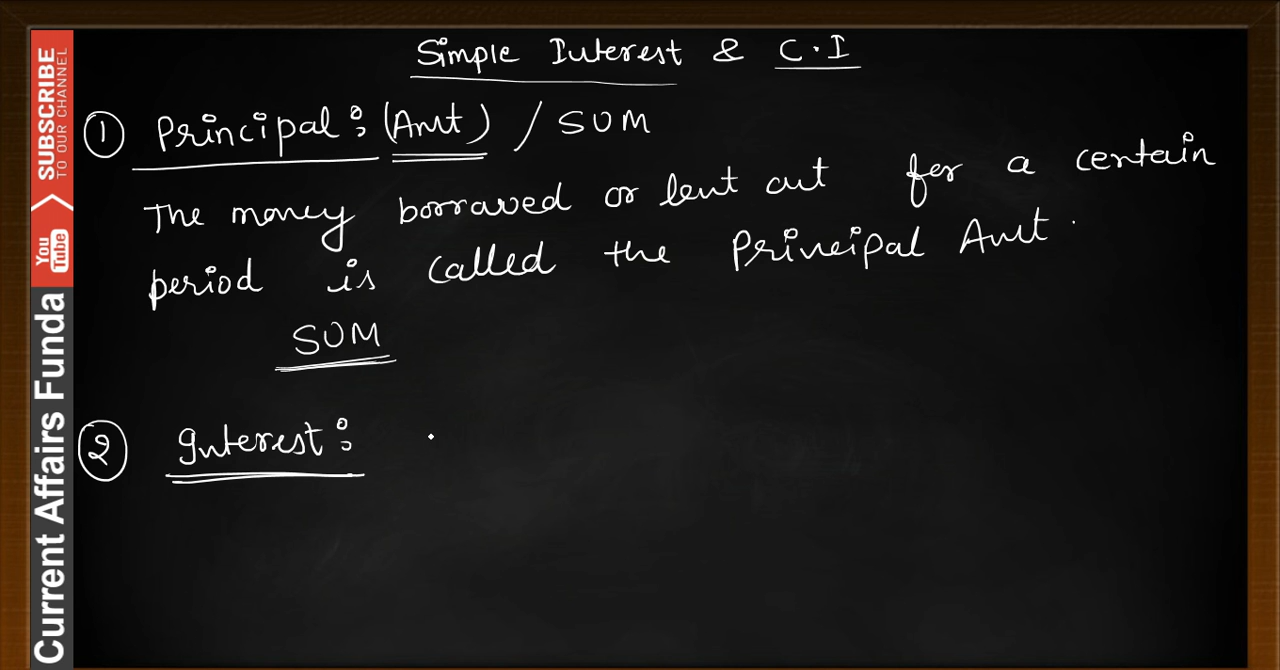 Simple Interest & C.I
① Principal: (Amt) / SUM
The money borrowed or lent out for a certain
period is called the Principal Amt.
SUM
② Interest:
SUBSCRIBE
TO OUR CHANNEL
You Tube
Current Affairs Funda